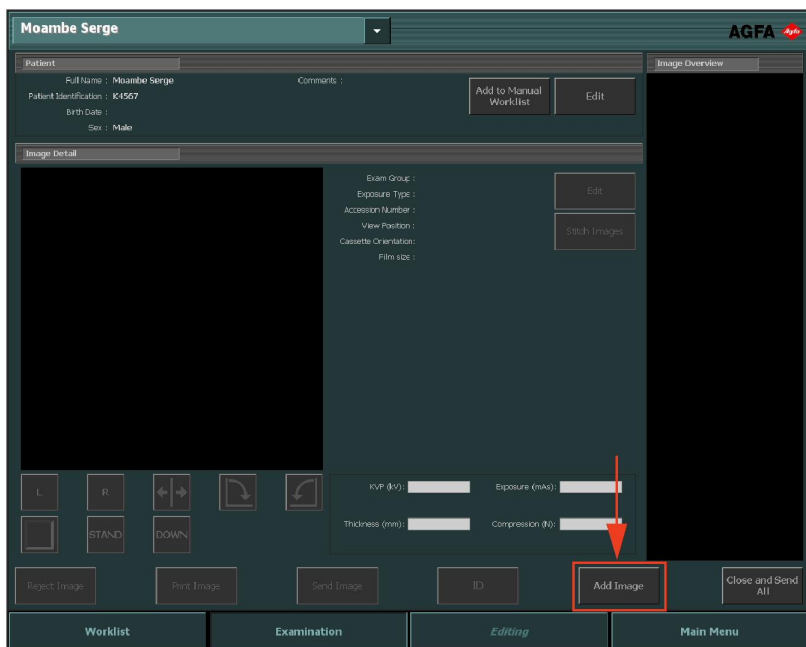 Moambe Serge
AGFA Agfa
Patient
Image Overview
Full Name : Moambe Serge
Comments :
Patient Identification : K4567
Birth Date :
Sex : Male
Add to Manual
Worklist
Edit
Image Detail
Exam Group :
Exposure Type :
Accession Number :
View Position :
Cassette Orientation:
Film size :
Edit
Stitch Images
L
R
STAND
DOWN
KVP (kV):
Exposure (mAs):
Thickness (mm):
Compression (N):
Reject Image
Print Image
Send Image
ID
Add Image
Close and Send
All
Worklist
Examination
Editing
Main Menu